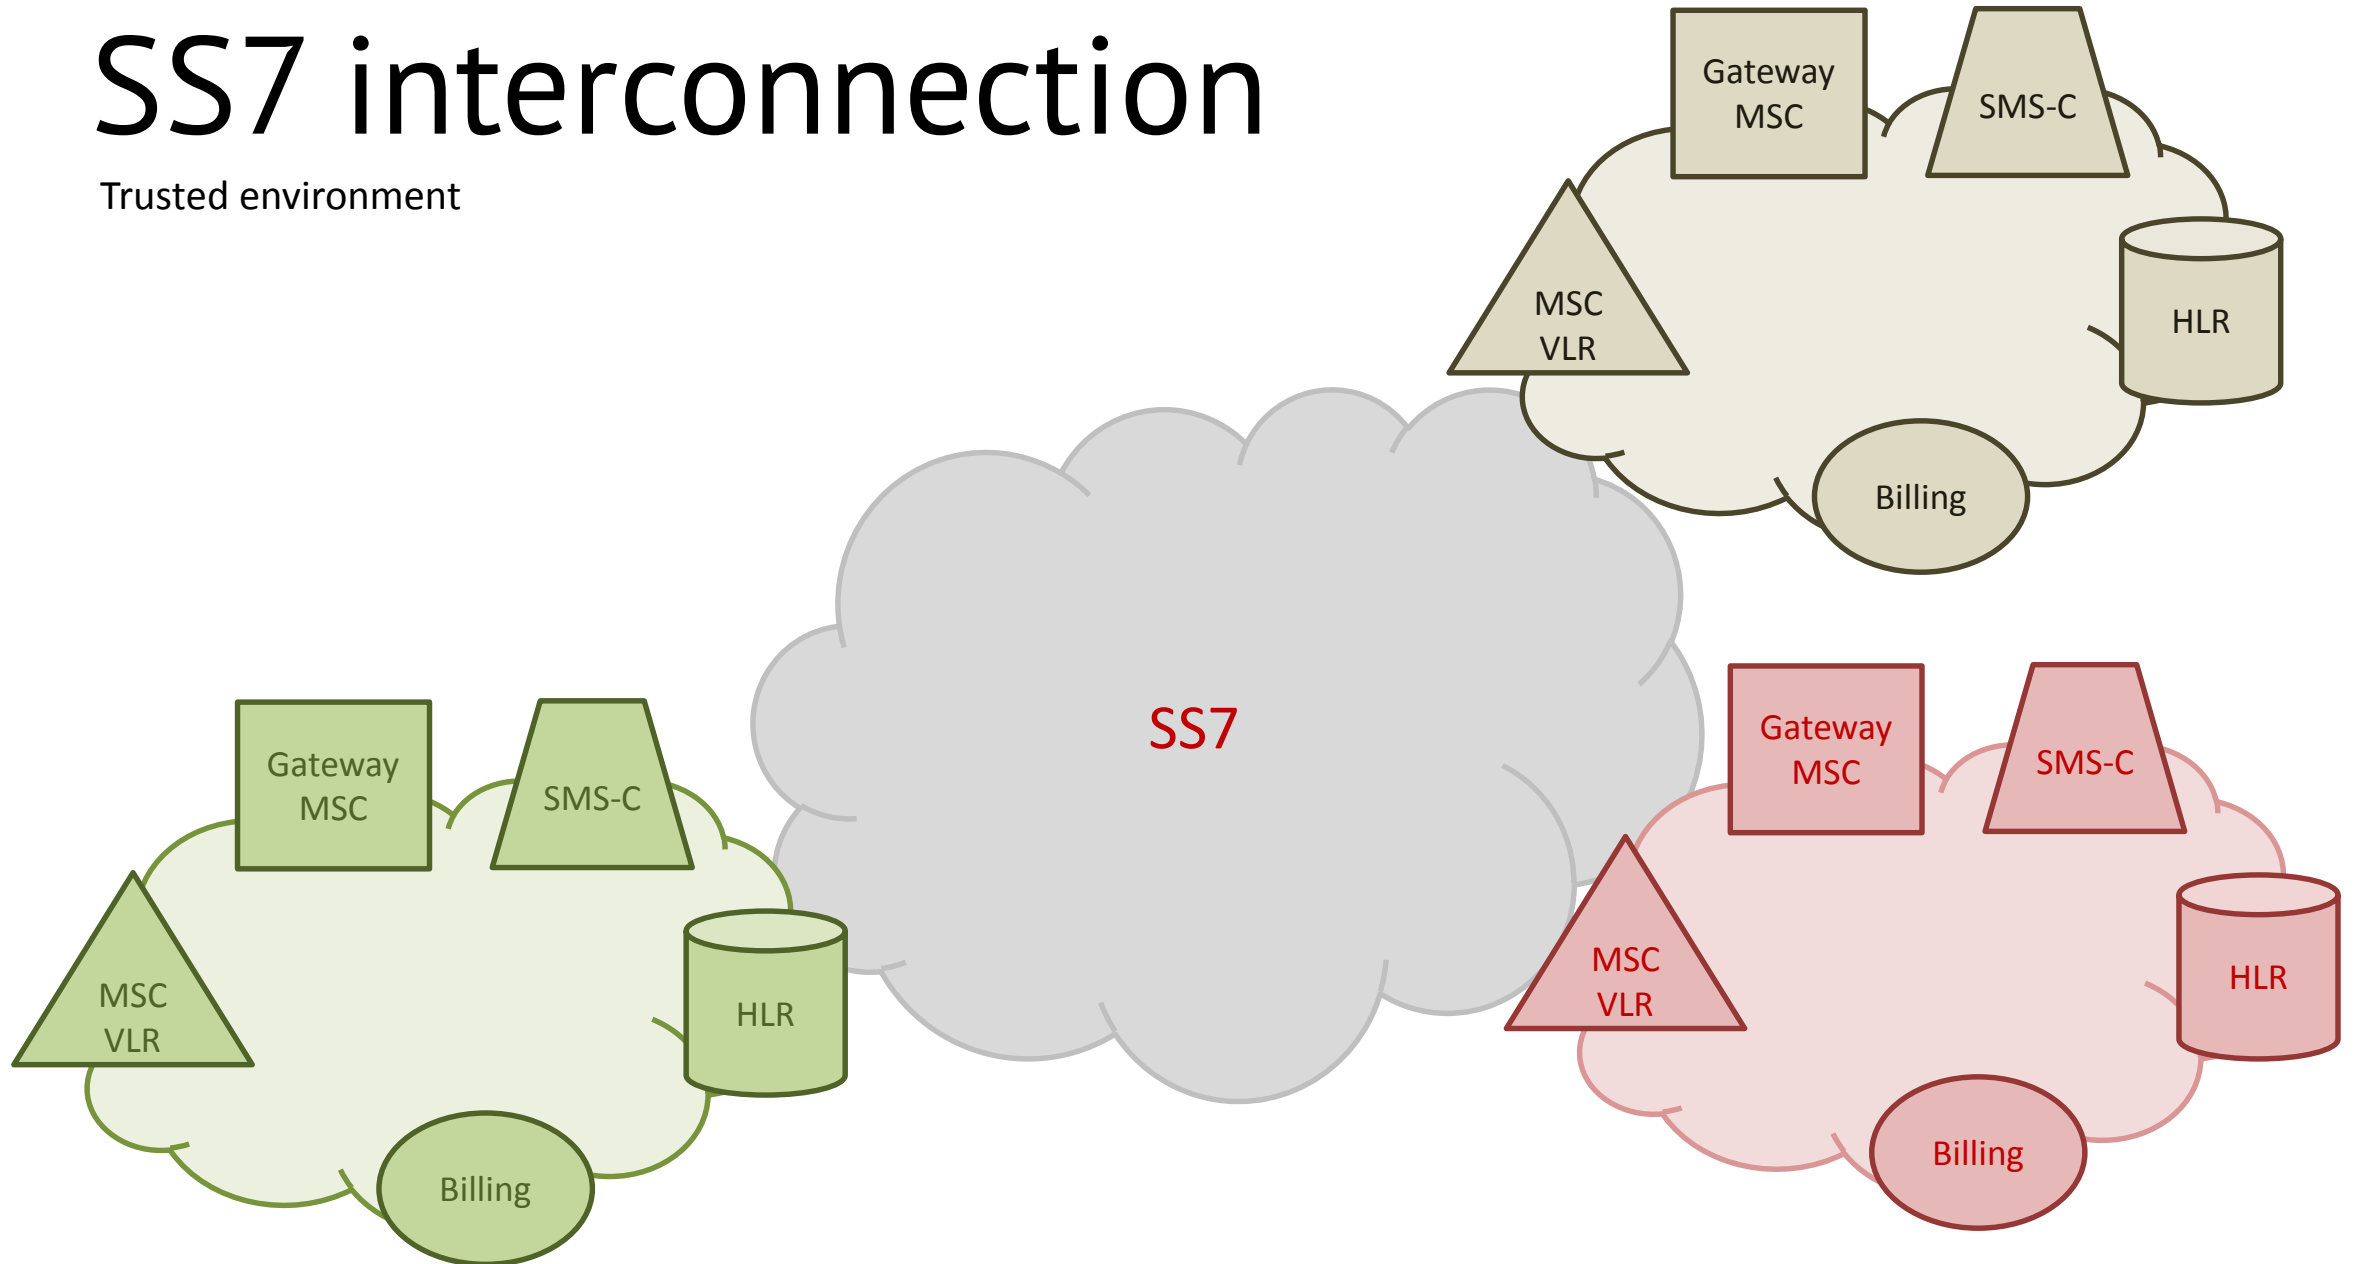 SS7 interconnection
Trusted environment
Gateway
MSC
SMS-C
MSC
VLR
HLR
Billing
SS7
Gateway
MSC
SMS-C
MSC
VLR
HLR
Billing
Gateway
MSC
SMS-C
MSC
VLR
HLR
Billing